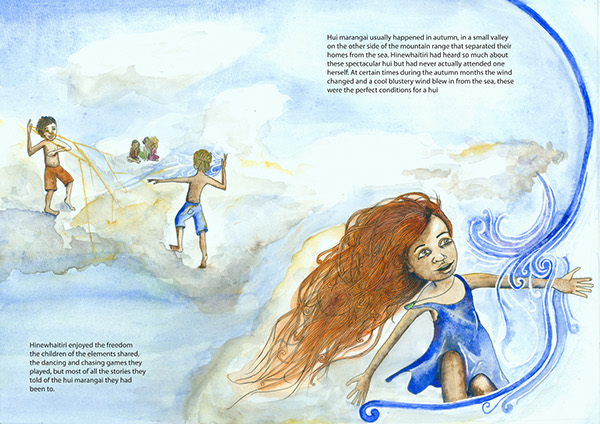 Hui marangai usually happened in autumn, in a small valley
on the other side of the mountain range that separated their
homes from the sea. Hinewhaitiri had heard so much about
these spectacular hui but had never actually attended one
herself. At certain times during the autumn months the wind
changed and a cool blustery wind blew in from the sea, these
were the perfect conditions for a hui
Hinewhaitiri enjoyed the freedom
the children of the elements shared,
the dancing and chasing games they
played, but most of all the stories they
told of the hui marangai they had
been to.